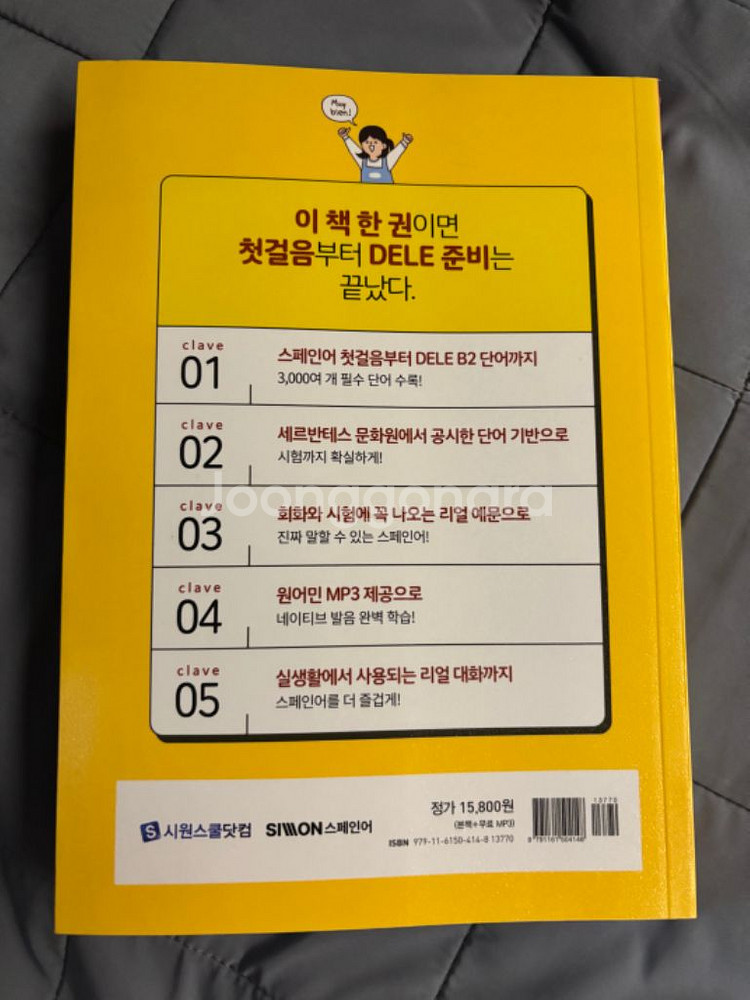 Muy
bien!
이 책 한 권이면
첫걸음부터 DELE 준비는
끝났다.
clave
01
스페인어 첫걸음부터 DELE B2 단어까지
3,000여 개 필수 단어 수록!
clave
02
세르반테스 문화원에서 공시한 단어 기반으로
시험까지 확실하게!
clave
03
회화와 시험에 꼭 나오는 리얼 예문으로
진짜 말할 수 있는 스페인어!
joonggonara
clave
04
원어민 MP3 제공으로
네이티브 발음 완벽 학습!
clave
05
실생활에서 사용되는 리얼 대화까지
스페인어를 더 즐겁게!
S 시원스쿨닷컴
SIWON 스페인어
정가 15,800원
(본책+무료 MP3)
ISBN 979-11-6150-414-8 13770
13770
9 791161 504148